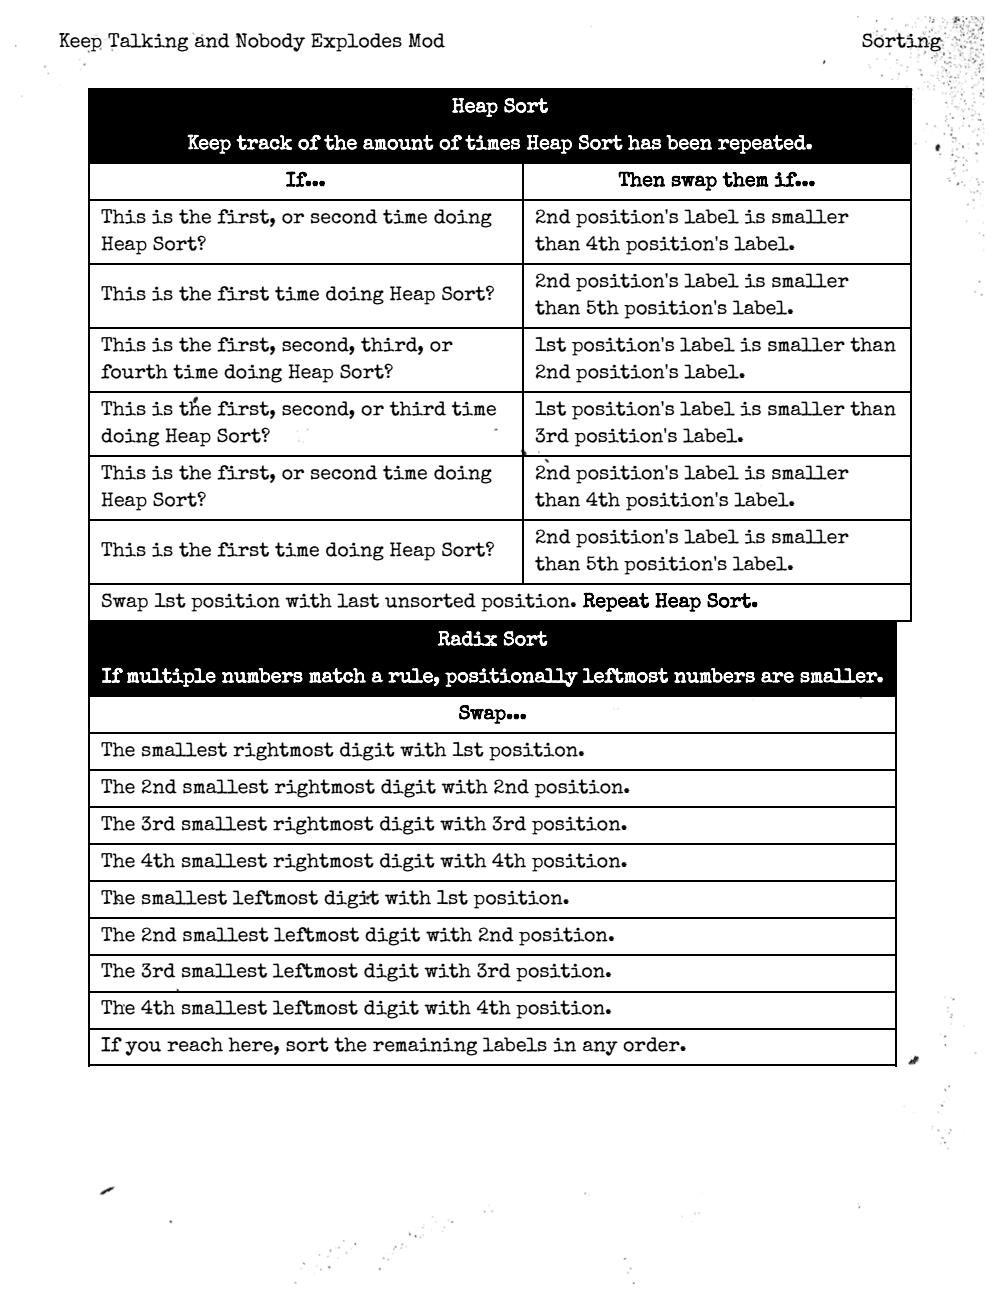 Keep Talking and Nobody Explodes Mod
Sorting
Heap Sort
Keep track of the amount of times Heap Sort has been repeated.
If...
Then swap them if...
This is the first, or second time doing
Heap Sort?
2nd position's label is smaller
than 4th position's label.
This is the first time doing Heap Sort?
2nd position's label is smaller
than 5th position's label.
This is the first, second, third, or
fourth time doing Heap Sort?
1st position's label is smaller than
2nd position's label.
This is the first, second, or third time
doing Heap Sort?
1st position's label is smaller than
3rd position's label.
This is the first, or second time doing
Heap Sort?
2nd position's label is smaller
than 4th position's label.
This is the first time doing Heap Sort?
2nd position's label is smaller
than 5th position's label.
Swap 1st position with last unsorted position. Repeat Heap Sort.
Radix Sort
If multiple numbers match a rule, positionally leftmost numbers are smaller.
Swap...
The smallest rightmost digit with 1st position.
The 2nd smallest rightmost digit with 2nd position.
The 3rd smallest rightmost digit with 3rd position.
The 4th smallest rightmost digit with 4th position.
The smallest leftmost digit with 1st position.
The 2nd smallest leftmost digit with 2nd position.
The 3rd smallest leftmost digit with 3rd position.
The 4th smallest leftmost digit with 4th position.
If you reach here, sort the remaining labels in any order.